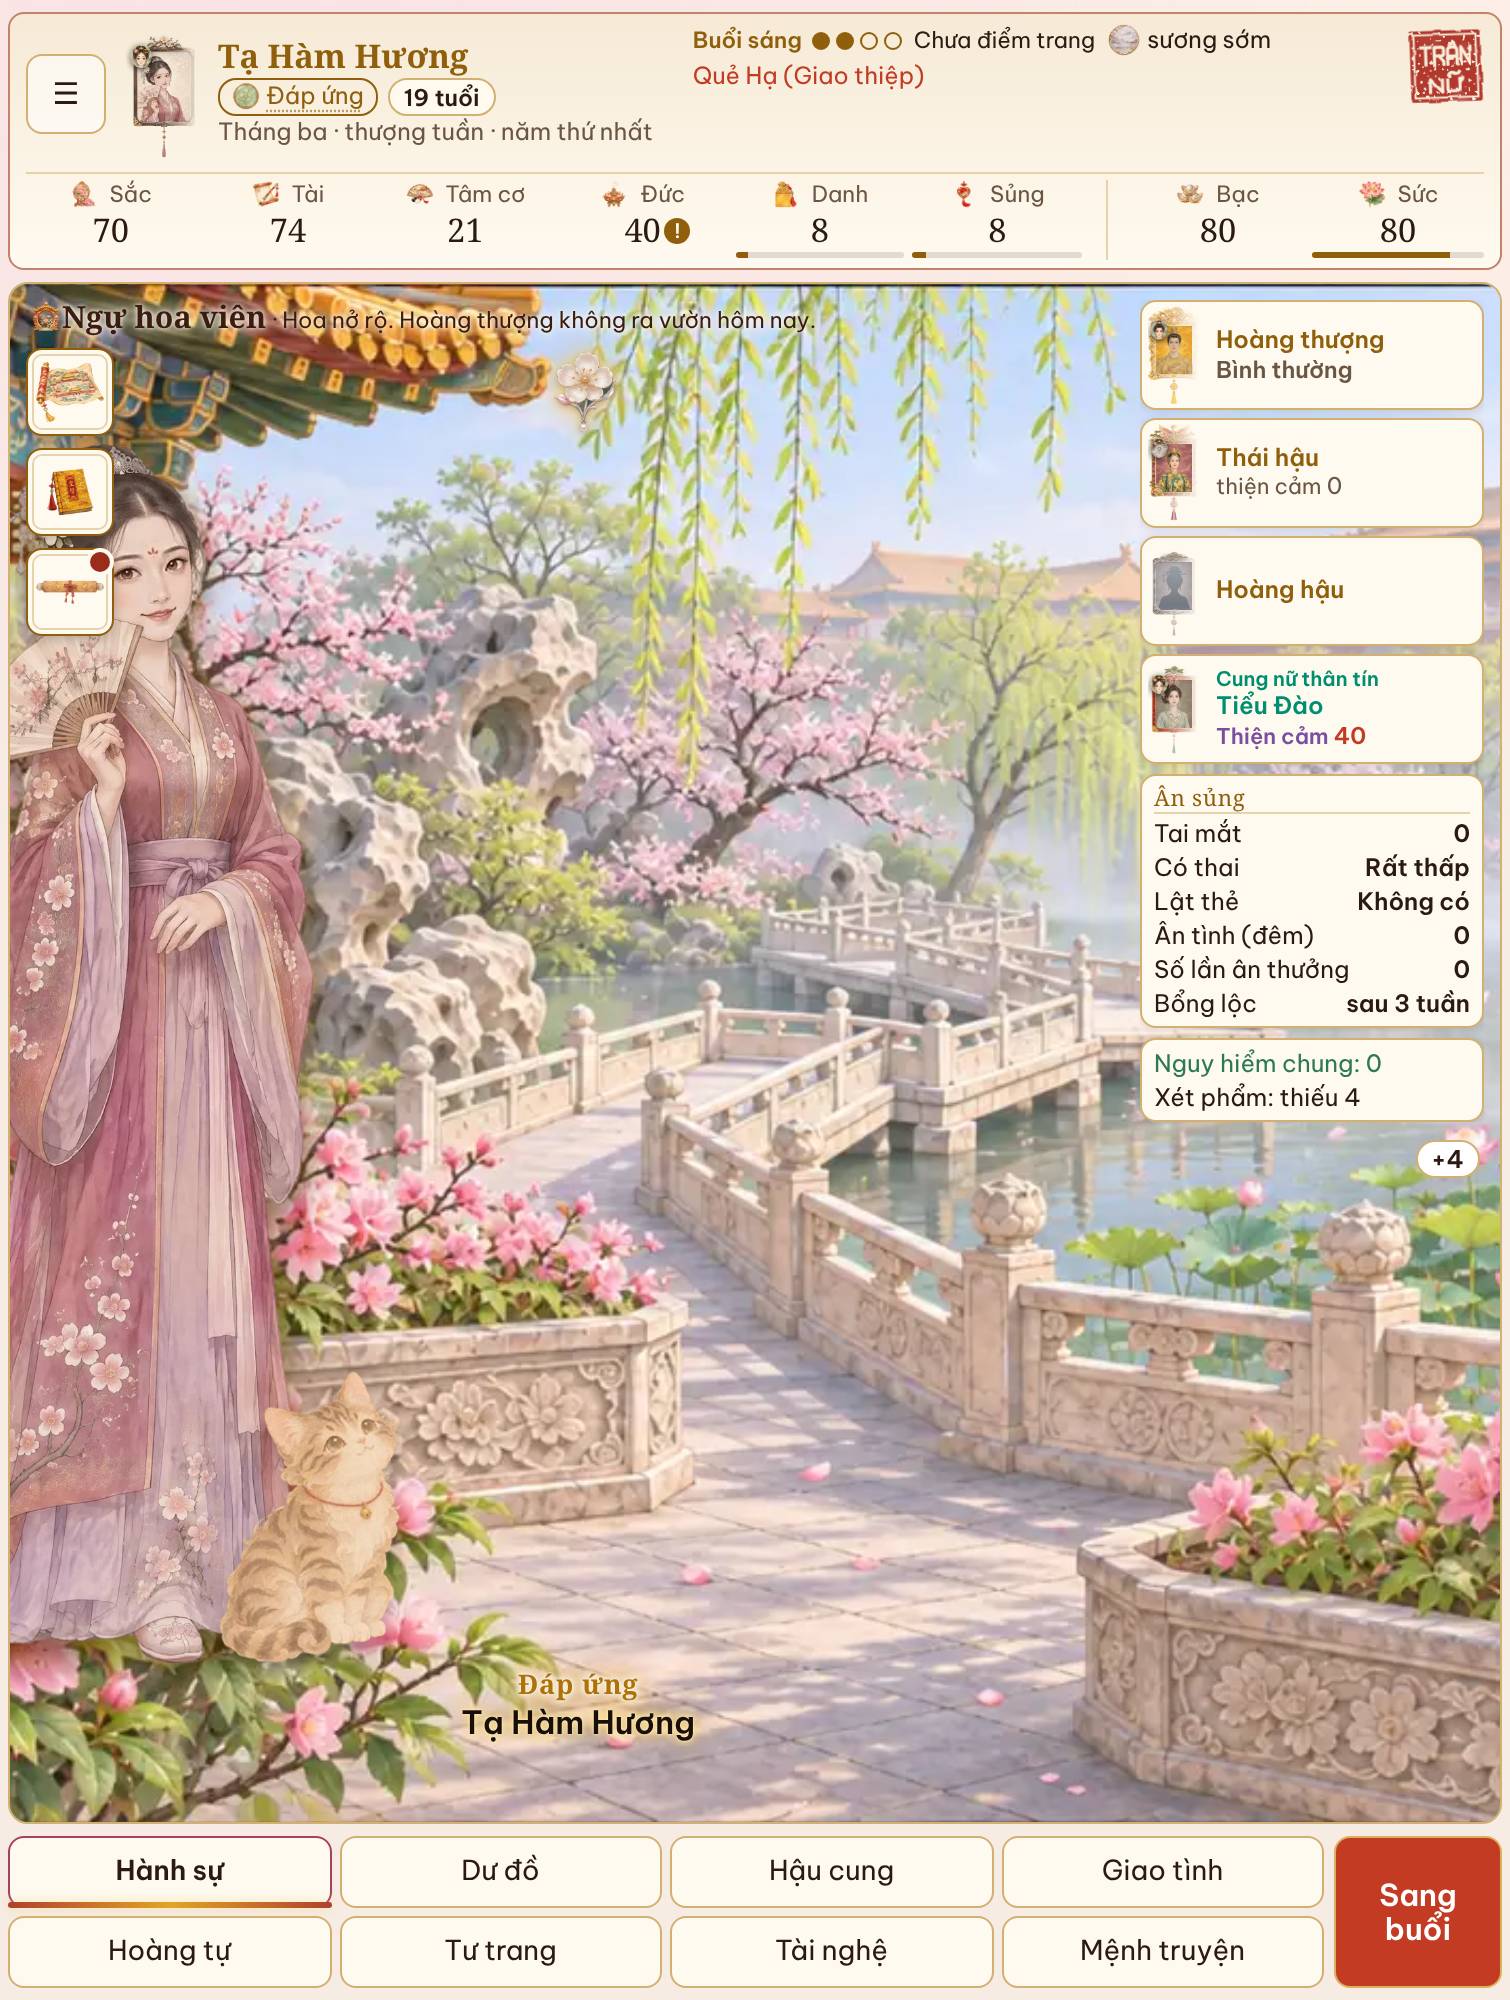 Tạ Hàm Hương
Đáp ứng
19 tuổi
Tháng ba · thượng tuần · năm thứ nhất
Buổi sáng
Chưa điểm trang
sương sớm
Quẻ Hạ (Giao thiệp)
TRÂN NỮ
Sắc
70
Tài
74
Tâm cơ
21
Đức
40
!
Danh
8
Sủng
8
Bạc
80
Sức
80
Ngự hoa viên · Hoa nở rộ. Hoàng thượng không ra vườn hôm nay.
Hoàng thượng
Bình thường
Thái hậu
thiện cảm 0
Hoàng hậu
Cung nữ thân tín
Tiểu Đào
Thiện cảm 40
Ân sủng
Tai mắt 0
Có thai Rất thấp
Lật thẻ Không có
Ân tình (đêm) 0
Số lần ân thưởng 0
Bổng lộc sau 3 tuần
Nguy hiểm chung: 0
Xét phẩm: thiếu 4
+4
Đáp ứng
Tạ Hàm Hương
Hành sự
Dư đồ
Hậu cung
Giao tình
Hoàng tự
Tư trang
Tài nghệ
Mệnh truyện
Sang
buổi